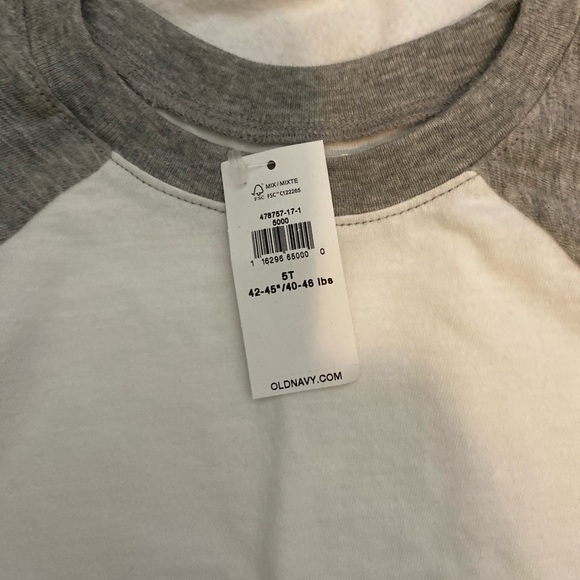 MIX/MIXTE
FSC FSC™ C122265
478757-17-1
5000
1 16296 65000 0
5T
42-45"/40-46 lbs
OLDNAVY.COM